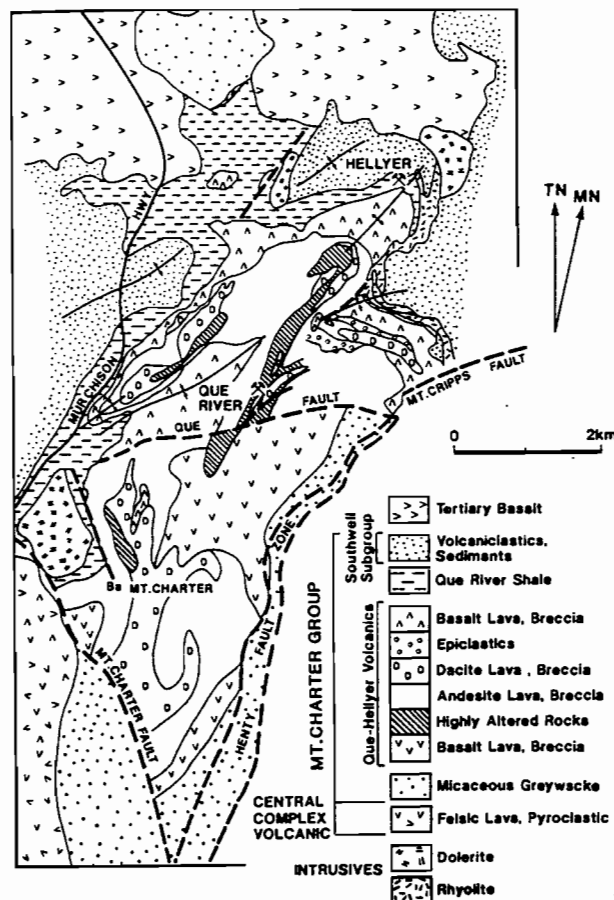 HELLYER
TN MN
HWY
MURCHISON
QUE
RIVER
QUE FAULT
MT.CRIPPS FAULT
0 2km
Ba MT.CHARTER
MT.CHARTER FAULT
HENTY FAULT ZONE
Tertiary Basalt
Southwell
Subgroup
Volcaniclastics,
Sediments
Que River Shale
MT.CHARTER GROUP
Que-Hellyer Volcanics
Basalt Lava, Breccia
Epiclastics
Dacite Lava , Breccia
Andesite Lava, Breccia
Highly Altered Rocks
Basalt Lava, Breccia
Micaceous Greywacke
CENTRAL
COMPLEX
VOLCANIC
Felsic Lava, Pyroclastic
INTRUSIVES
Dolerite
Rhyolite